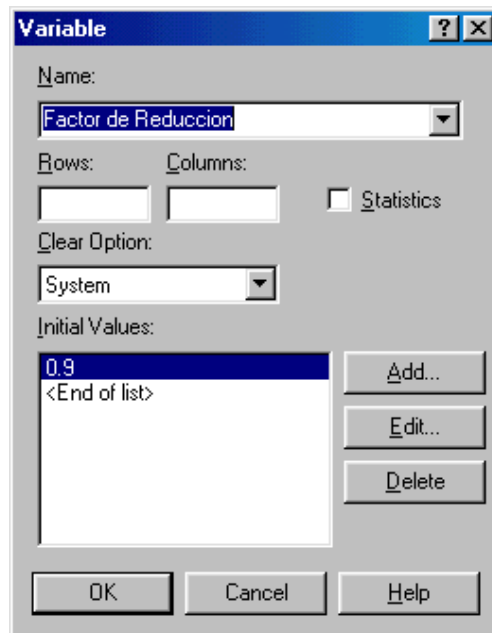 Variable
Name:
Factor de Reduccion
Rows: Columns:
Statistics
Clear Option:
System
Initial Values:
0.9
<End of list>
Add...
Edit...
Delete
OK Cancel Help